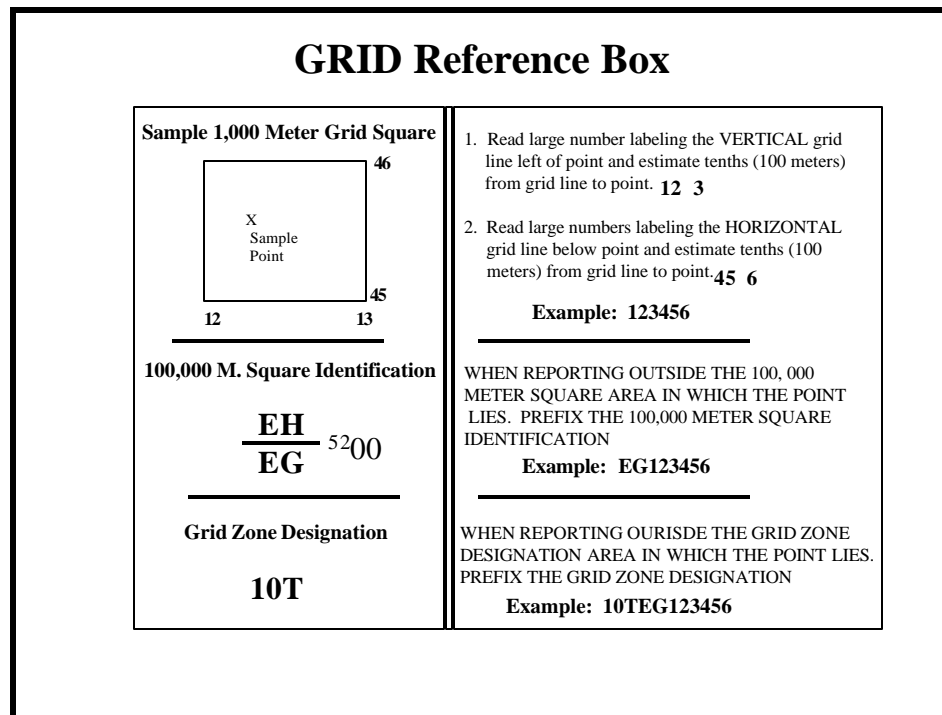 GRID Reference Box
Sample 1,000 Meter Grid Square
46
X
Sample
Point
45
12 13
100,000 M. Square Identification
EH
EG 5200
Grid Zone Designation
10T
1. Read large number labeling the VERTICAL grid
line left of point and estimate tenths (100 meters)
from grid line to point. 12 3
2. Read large numbers labeling the HORIZONTAL
grid line below point and estimate tenths (100
meters) from grid line to point. 45 6
Example: 123456
WHEN REPORTING OUTSIDE THE 100, 000
METER SQUARE AREA IN WHICH THE POINT
LIES. PREFIX THE 100,000 METER SQUARE
IDENTIFICATION
Example: EG123456
WHEN REPORTING OURISDE THE GRID ZONE
DESIGNATION AREA IN WHICH THE POINT LIES.
PREFIX THE GRID ZONE DESIGNATION
Example: 10TEG123456